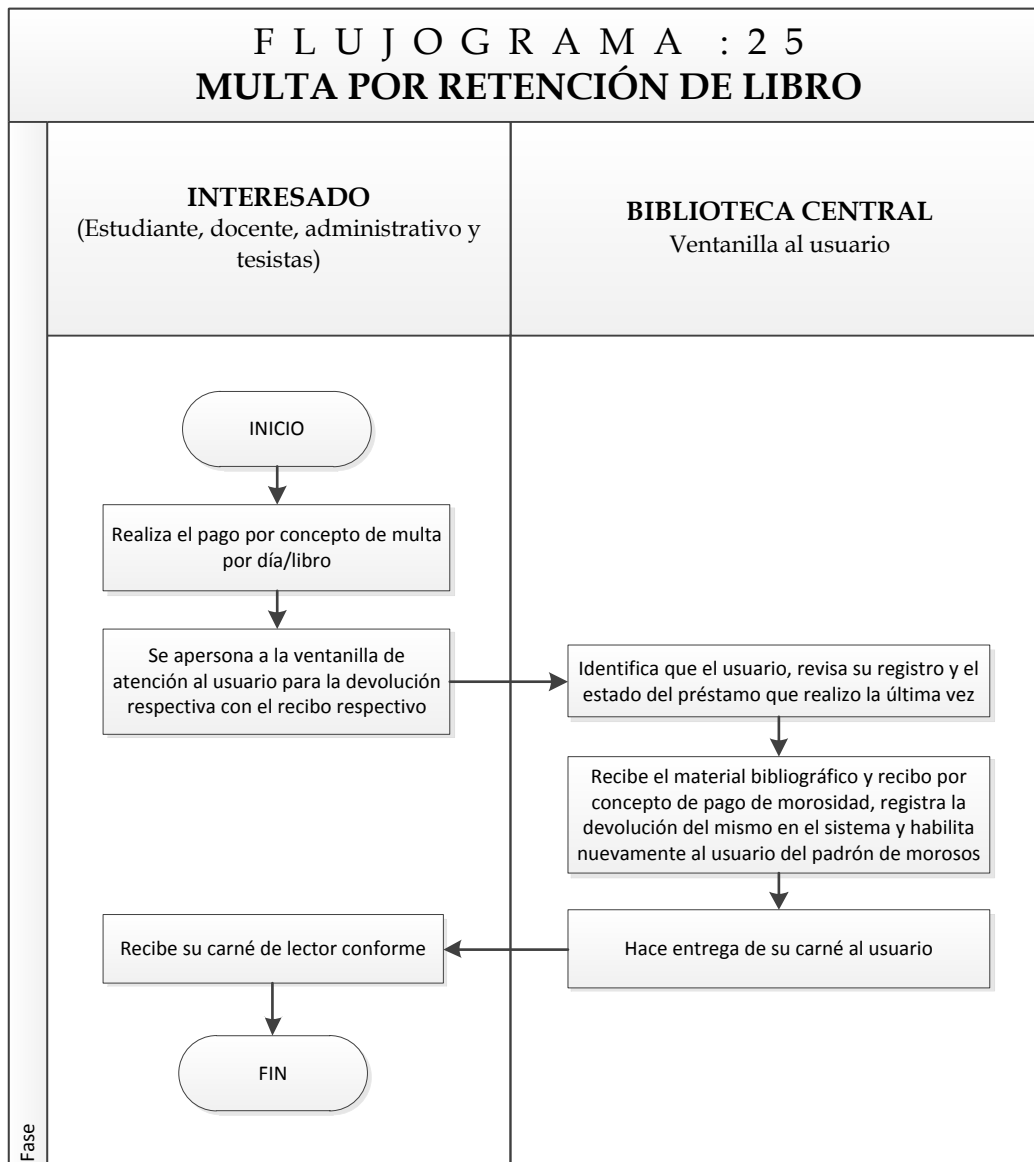 FLUJOGRAMA :25
MULTA POR RETENCIÓN DE LIBRO
INTERESADO
(Estudiante, docente, administrativo y
tesistas)
BIBLIOTECA CENTRAL
Ventanilla al usuario
INICIO
Realiza el pago por concepto de multa
por día/libro
Se apersona a la ventanilla de
atención al usuario para la devolución
respectiva con el recibo respectivo
Identifica que el usuario, revisa su registro y el
estado del préstamo que realizo la última vez
Recibe el material bibliográfico y recibo por
concepto de pago de morosidad, registra la
devolución del mismo en el sistema y habilita
nuevamente al usuario del padrón de morosos
Hace entrega de su carné al usuario
Recibe su carné de lector conforme
FIN
Fase